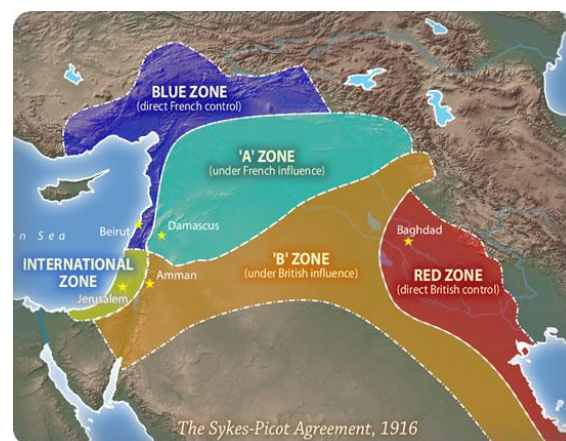 BLUE ZONE
(direct French control)
'A' ZONE
(under French influence)
Beirut
Damascus
an Sea
INTERNATIONAL
ZONE
Jerusalem
Amman
'B' ZONE
(under British influence)
Baghdad
RED ZONE
(direct British control)
The Sykes-Picot Agreement, 1916